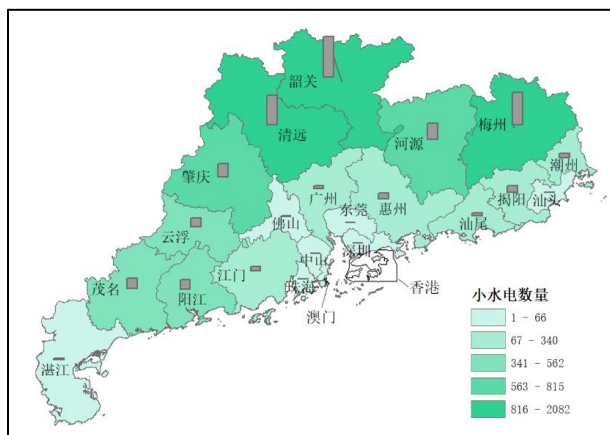 韶关
清远
梅州
河源
潮州
肇庆
广州
惠州
揭阳
汕头
东莞
佛山
汕尾
云浮
深圳
中山
江门
茂名
阳江
珠海
香港
澳门
湛江
小水电数量
1 - 66
67 - 340
341 - 562
563 - 815
816 - 2082